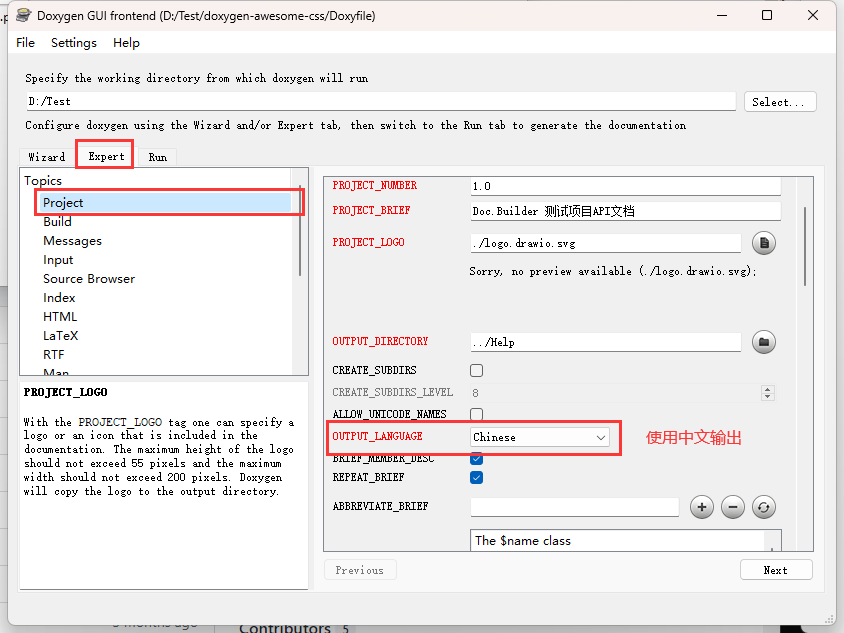 Doxygen GUI frontend (D:/Test/doxygen-awesome-css/Doxyfile)
File Settings Help
Specify the working directory from which doxygen will run
D:/Test
Select...
Configure doxygen using the Wizard and/or Expert tab, then switch to the Run tab to generate the documentation
Wizard Expert Run
Topics
Project
Build
Messages
Input
Source Browser
Index
HTML
LaTeX
RTF
Man
PROJECT_LOGO
With the PROJECT_LOGO tag one can specify a
logo or an icon that is included in the
documentation. The maximum height of the logo
should not exceed 55 pixels and the maximum
width should not exceed 200 pixels. Doxygen
will copy the logo to the output directory.
PROJECT_NUMBER 1.0
PROJECT_BRIEF Doc.Builder 测试项目API文档
PROJECT_LOGO ./logo.drawio.svg
Sorry, no preview available (./logo.drawio.svg);
OUTPUT_DIRECTORY ../Help
CREATE_SUBDIRS
CREATE_SUBDIRS_LEVEL 8
ALLOW_UNICODE_NAMES
OUTPUT_LANGUAGE Chinese
使用中文输出
BRIEF_MEMBER_DESC
REPEAT_BRIEF
ABBREVIATE_BRIEF
The $name class
Previous Next
5 months ago
Contributors 5